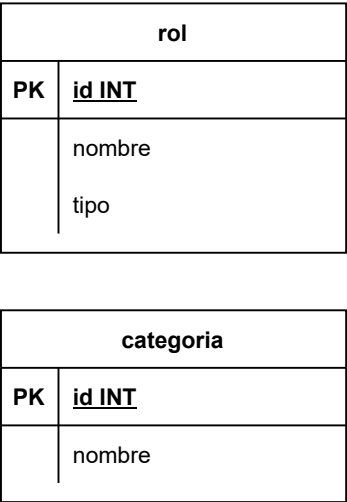 rol
PK id INT
nombre
tipo
categoria
PK id INT
nombre